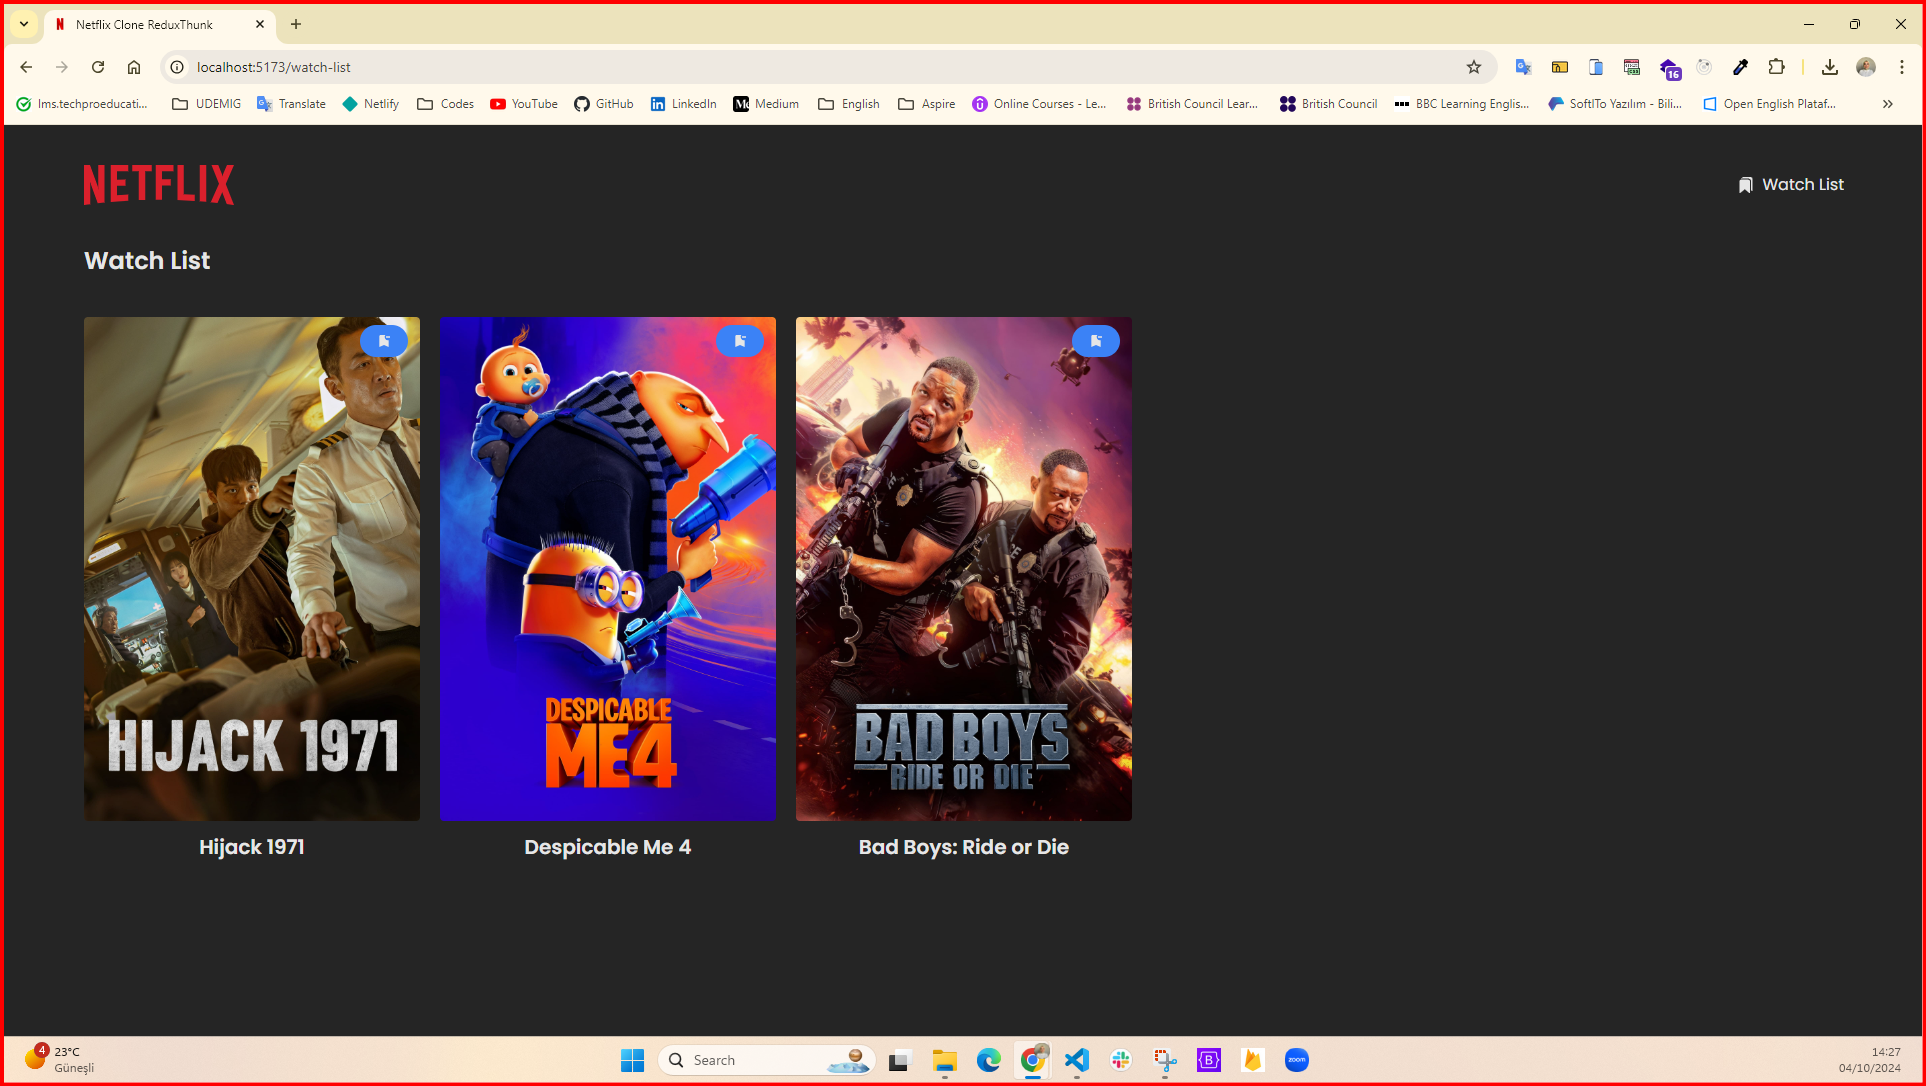 Netflix Clone ReduxThunk
localhost:5173/watch-list
16
lms.techproeducati... UDEMIG Translate Netlify Codes YouTube GitHub LinkedIn Medium English Aspire Online Courses - Le... British Council Lear... British Council BBC Learning Englis... SoftITo Yazılım - Bili... Open English Plataf...
NETFLIX
Watch List
Watch List
HIJACK 1971
DESPICABLE
ME 4
BAD BOYS
RIDE OR DIE
Hijack 1971
Despicable Me 4
Bad Boys: Ride or Die
4
23°C
Güneşli
Search
B
zoom
14:27
04/10/2024